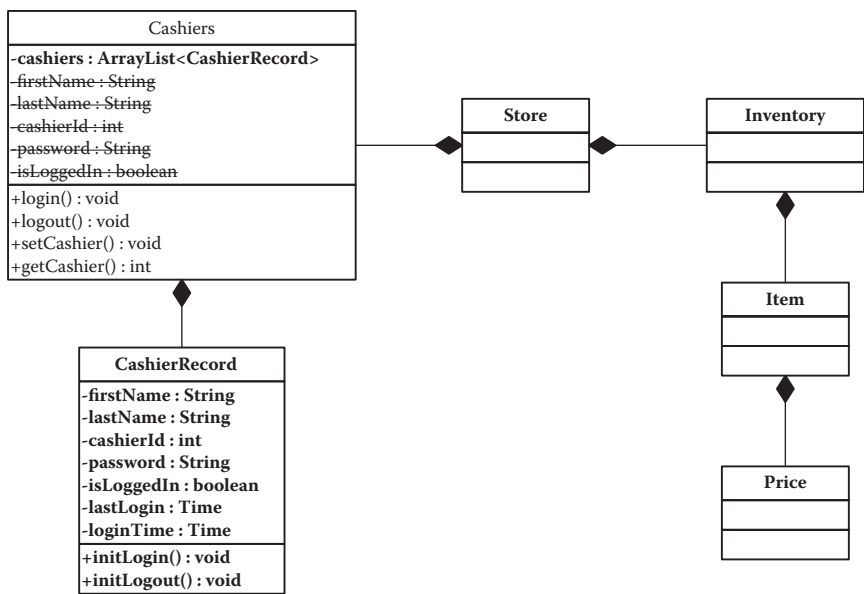 Cashiers
-cashiers : ArrayList<CashierRecord>
-firstName : String
-lastName : String
-cashierId : int
-password : String
-isLoggedIn : boolean
+login() : void
+logout() : void
+setCashier() : void
+getCashier() : int
Store
Inventory
Item
Price
CashierRecord
-firstName : String
-lastName : String
-cashierId : int
-password : String
-isLoggedIn : boolean
-lastLogin : Time
-loginTime : Time
+initLogin() : void
+initLogout() : void